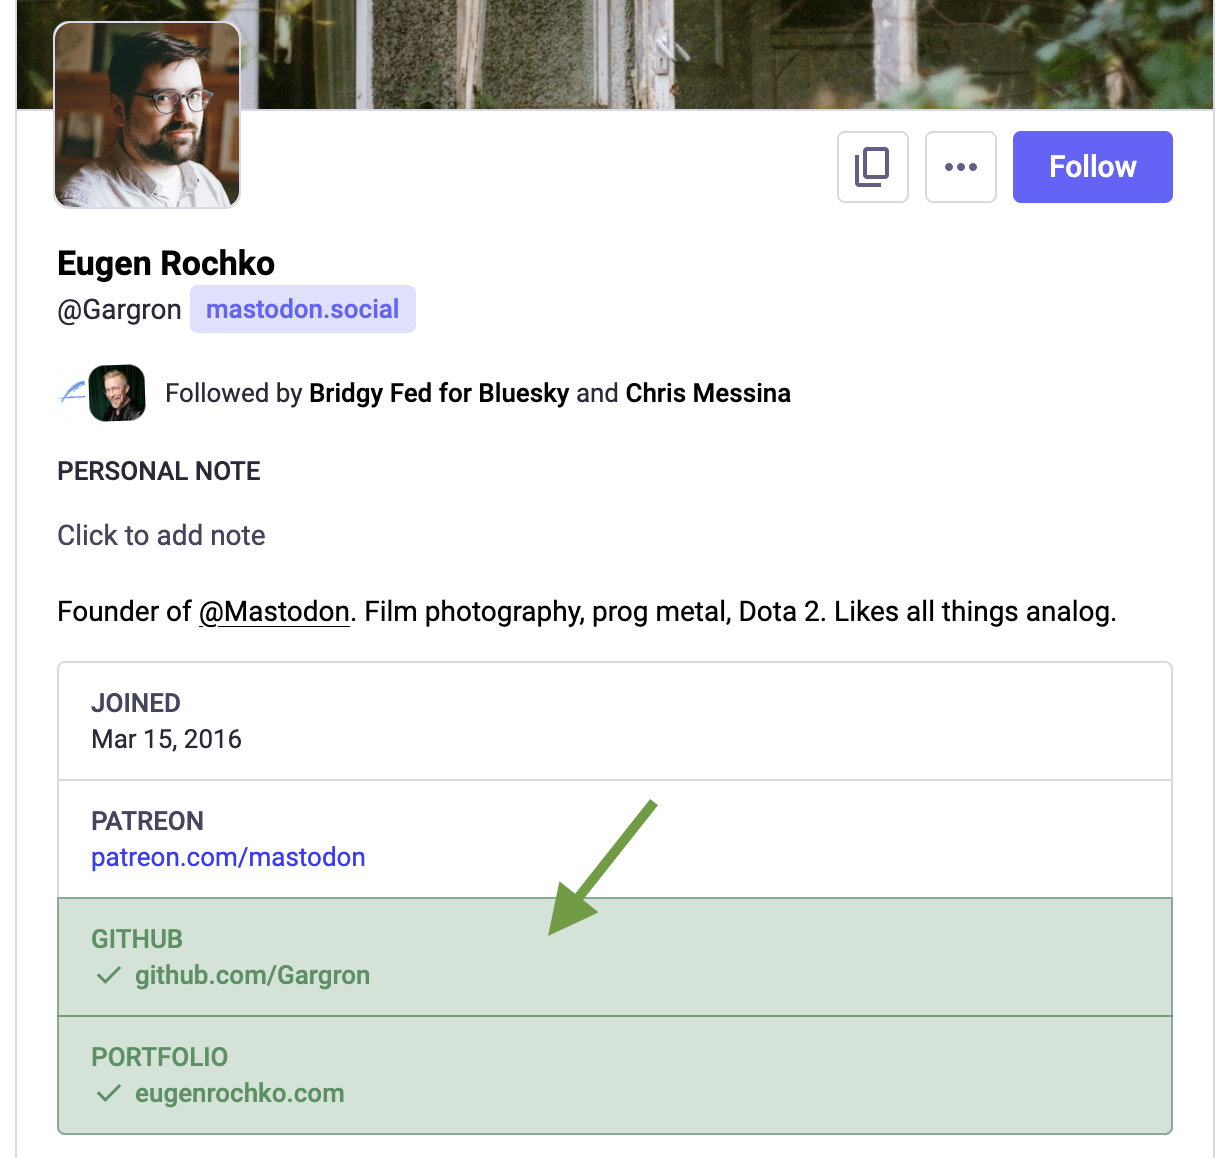 Follow
Eugen Rochko
@Gargron mastodon.social
Followed by Bridgy Fed for Bluesky and Chris Messina
PERSONAL NOTE
Click to add note
Founder of @Mastodon. Film photography, prog metal, Dota 2. Likes all things analog.
JOINED
Mar 15, 2016
PATREON
patreon.com/mastodon
GITHUB
github.com/Gargron
PORTFOLIO
eugenrochko.com